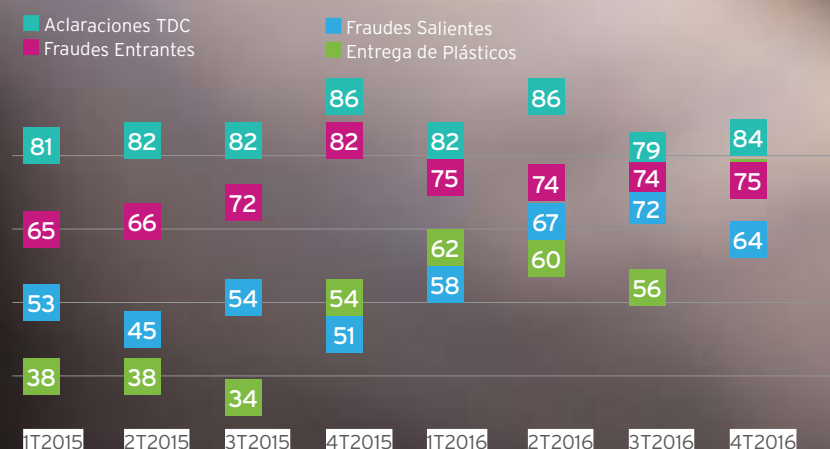 Aclaraciones TDC
Fraudes Entrantes
Fraudes Salientes
Entrega de Plásticos
86 86
81 82 82 82 79 84
82
75 74 74 75
65 66 72 67 72 64
62 60
53 54 54 58 56
45 51
38 38 34
1T2015 2T2015 3T2015 4T2015 1T2016 2T2016 3T2016 4T2016